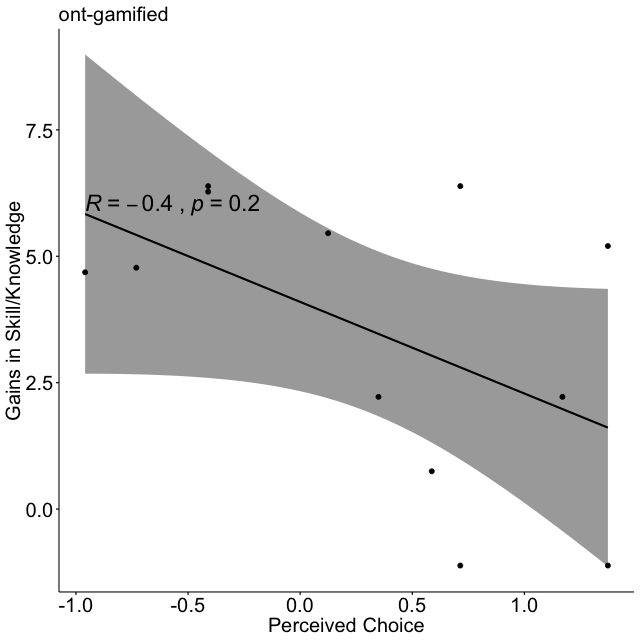 ont-gamified
Gains in Skill/Knowledge
7.5
5.0
2.5
0.0
R = −0.4 , p = 0.2
-1.0 -0.5 0.0 0.5 1.0
Perceived Choice